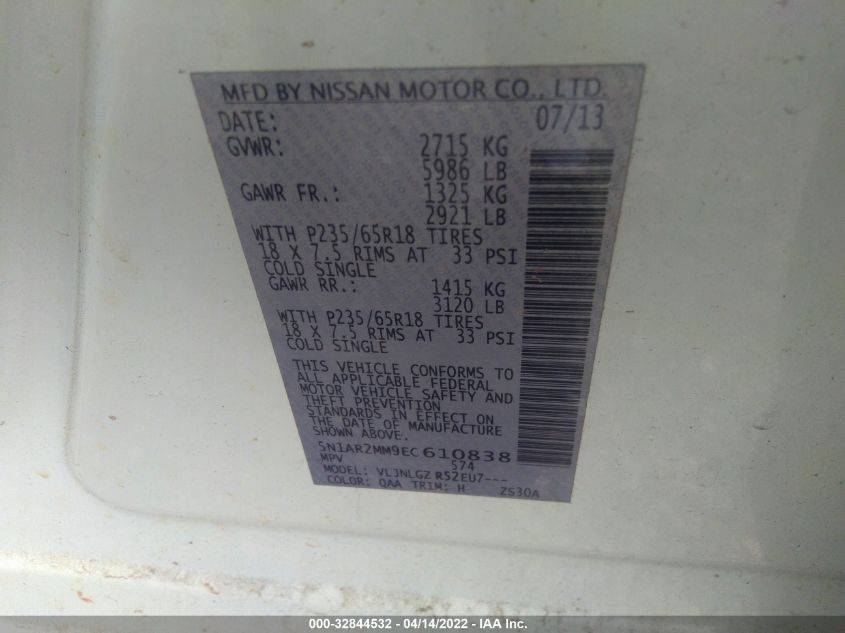 MFD BY NISSAN MOTOR CO., LTD.
DATE: 07/13
GVWR: 2715 KG
5986 LB
GAWR FR.: 1325 KG
2921 LB
WITH P235/65R18 TIRES
18 X 7.5 RIMS AT 33 PSI
COLD SINGLE
GAWR RR.: 1415 KG
3120 LB
WITH P235/65R18 TIRES
18 X 7.5 RIMS AT 33 PSI
COLD SINGLE
THIS VEHICLE CONFORMS TO
ALL APPLICABLE FEDERAL
MOTOR VEHICLE SAFETY AND
THEFT PREVENTION
STANDARDS IN EFFECT ON
THE DATE OF MANUFACTURE
SHOWN ABOVE.
5N1AR2MM9EC 610838
MPV 574
MODEL: VLJNLGZ R52EU7---
COLOR: QAA TRIM: H ZS30A
000-32844532 - 04/14/2022 - IAA Inc.